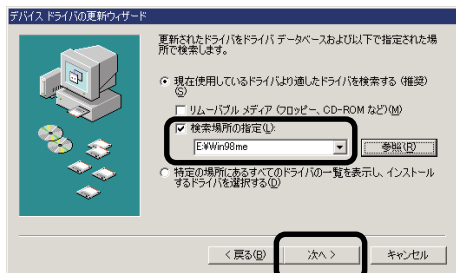 デバイス ドライバの更新ウィザード
更新されたドライバをドライバ データベースおよび以下で指定された場
所で検索します。
現在使用しているドライバより適したドライバを検索する (推奨)
(S)
リムーバブル メディア (フロッピー、CD-ROM など)(M)
検索場所の指定(L):
E:¥Win98me
参照(R)
特定の場所にあるすべてのドライバの一覧を表示し、インストール
するドライバを選択する(D)
< 戻る(B)
次へ >
キャンセル